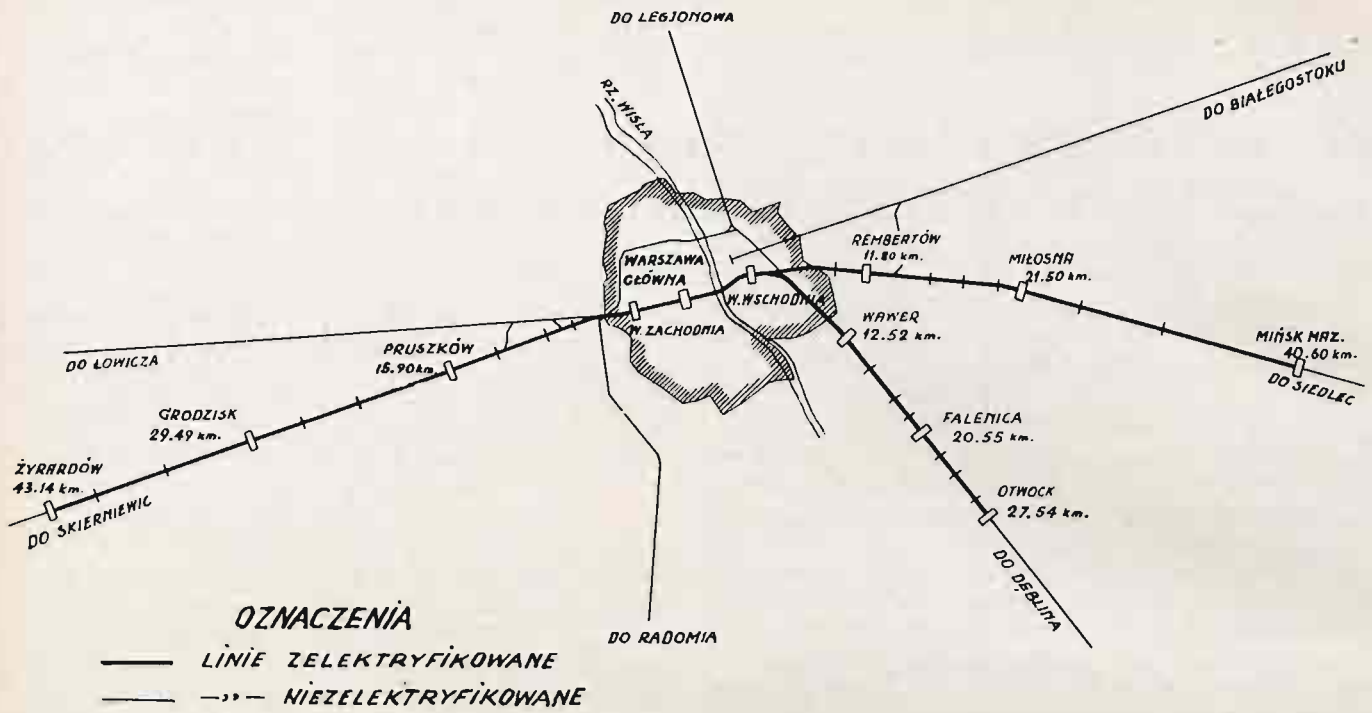 DO LEGJONOWA
RZ. WISŁA
DO BIAŁEGOSTOKU
WARSZAWA
GŁÓWNA
W. ZACHODNIA
W. WSCHODNIA
REMBERTÓW
11.80 km.
MIŁOSNA
21.50 km.
WAWER
12.52 km.
MIŃSK MAZ.
40.60 km.
DO SIEDLEC
DO ŁOWICZA
PRUSZKÓW
15.90 km.
GRODZISK
29.49 km.
ŻYRARDÓW
43.14 km.
DO SKIERNIEWIC
FALENICA
20.55 km.
OTWOCK
27.54 km.
DO DĘBLINA
DO RADOMIA
OZNACZENIA
LINIE ZELEKTRYFIKOWANE
—,,— NIEZELEKTRYFIKOWANE